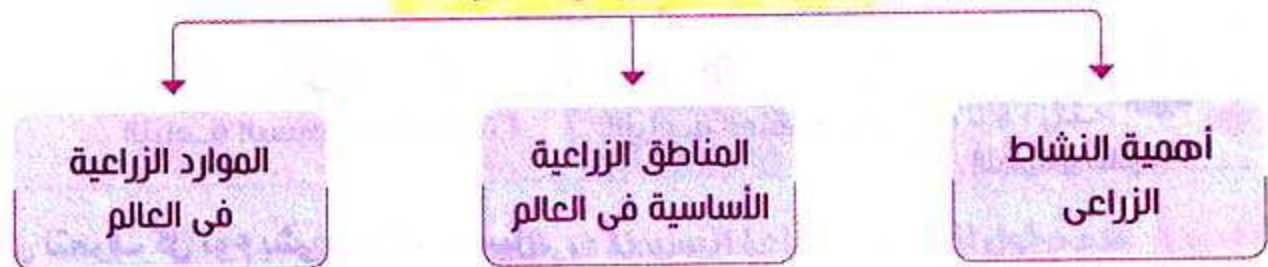 أهمية النشاط
الزراعى
المناطق الزراعية
الأساسية فى العالم
الموارد الزراعية
فى العالم